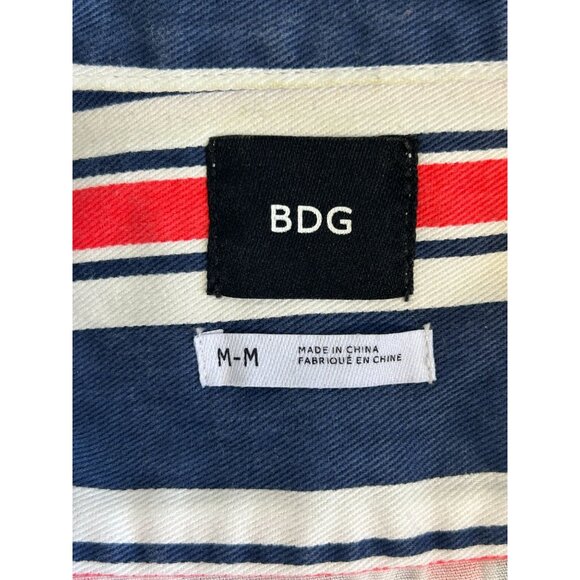 BDG
M-M
MADE IN CHINA
FABRIQUÉ EN CHINE